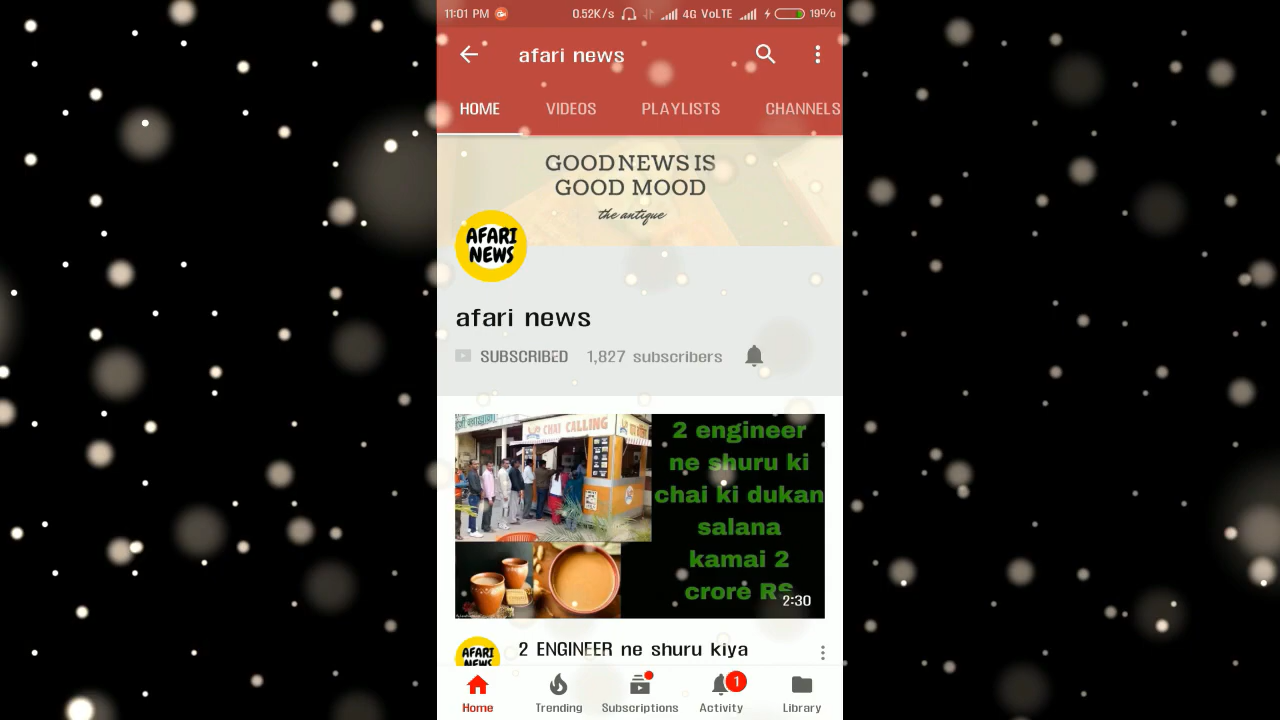 11:01 PM 0.52K/s 4G VoLTE 19%
afari news
HOME VIDEOS PLAYLISTS CHANNELS
GOOD NEWS IS
GOOD MOOD
the antique
AFARI
NEWS
afari news
SUBSCRIBED 1,827 subscribers
CHAI CALLING
2 engineer
ne shuru ki
chai ki dukan
salana
kamai 2
crore RS
2:30
AFARI
NEWS
2 ENGINEER ne shuru kiya
1
Home Trending Subscriptions Activity Library